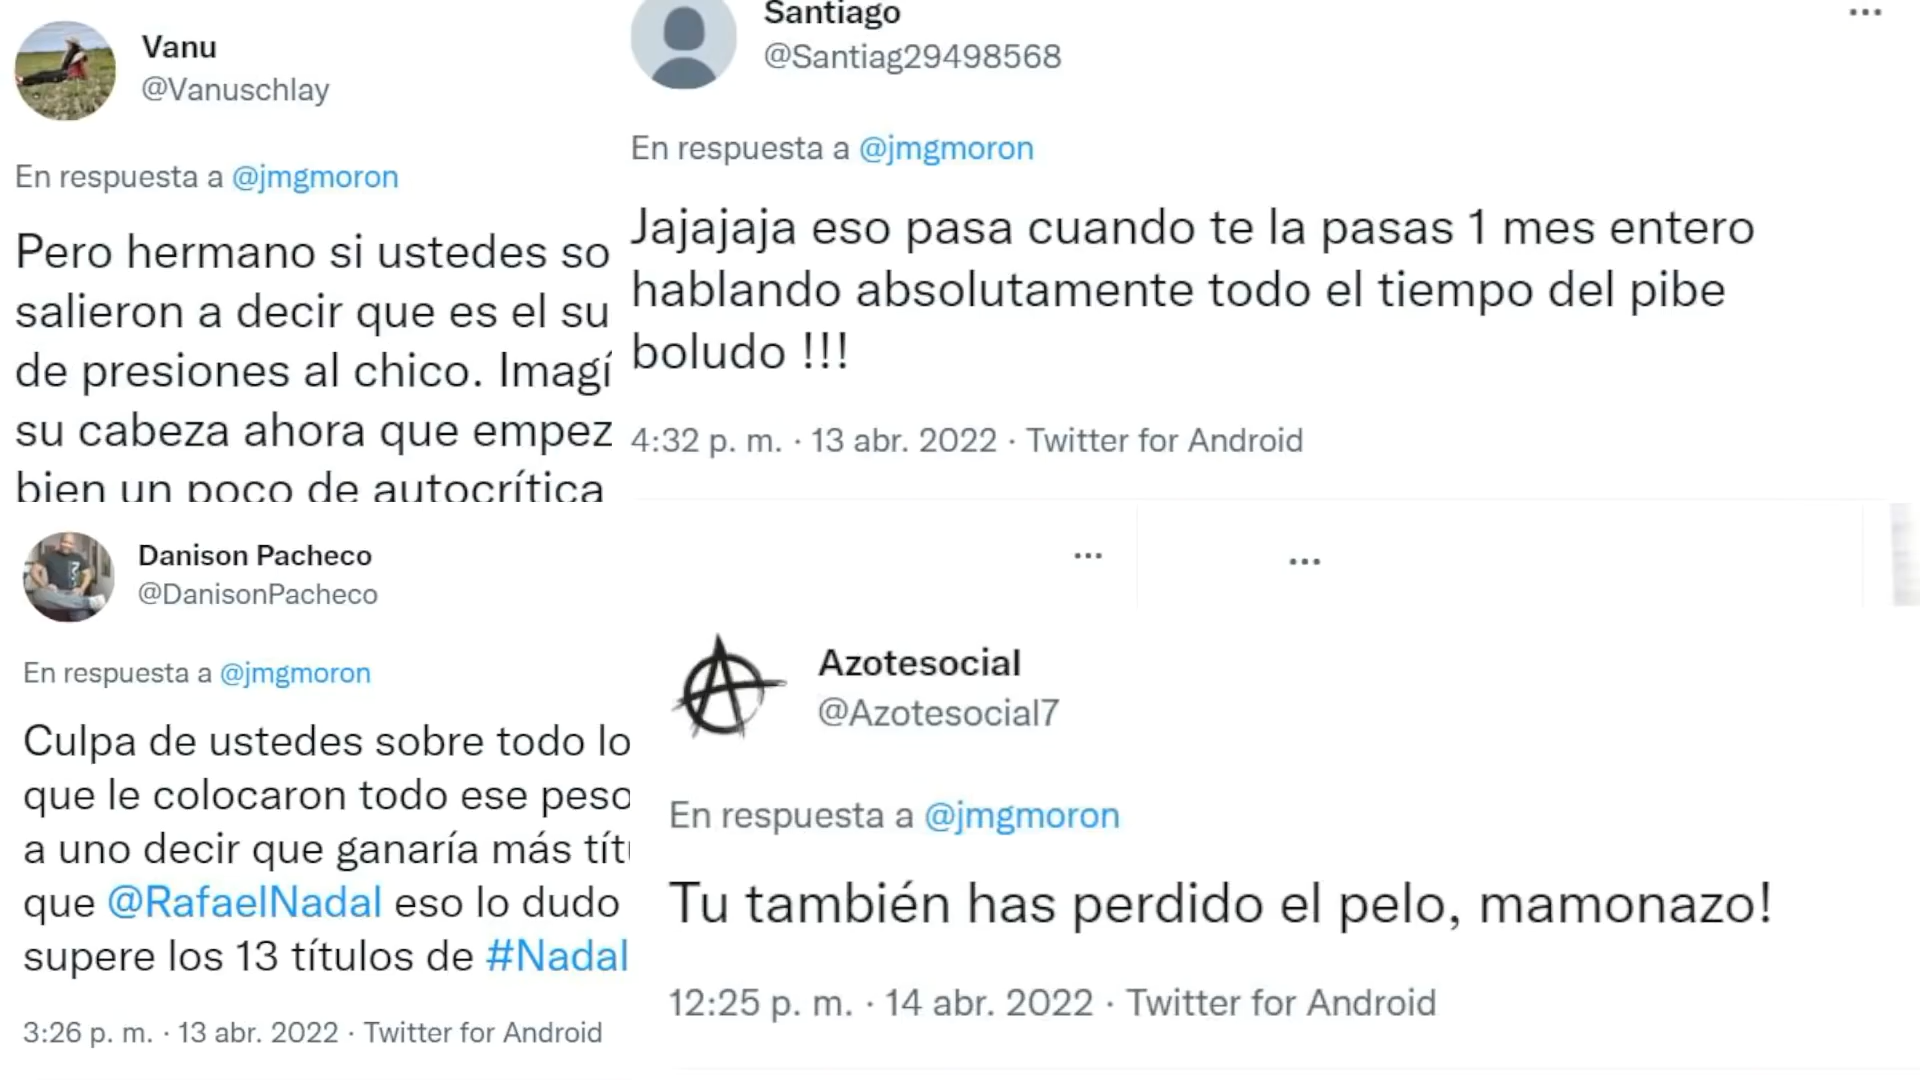 Vanu
@Vanuschlay
En respuesta a @jmgmoron
Pero hermano si ustedes so
salieron a decir que es el su
de presiones al chico. Imagí
su cabeza ahora que empez
bien un poco de autocrítica
Santiago
@Santiag29498568
En respuesta a @jmgmoron
Jajajaja eso pasa cuando te la pasas 1 mes entero
hablando absolutamente todo el tiempo del pibe
boludo !!!
4:32 p. m. · 13 abr. 2022 · Twitter for Android
Danison Pacheco
@DanisonPacheco
En respuesta a @jmgmoron
Culpa de ustedes sobre todo lo
que le colocaron todo ese peso
a uno decir que ganaría más títu
que @RafaelNadal eso lo dudo
supere los 13 títulos de #Nadal
3:26 p. m. · 13 abr. 2022 · Twitter for Android
Azotesocial
@Azotesocial7
En respuesta a @jmgmoron
Tu también has perdido el pelo, mamonazo!
12:25 p. m. · 14 abr. 2022 · Twitter for Android